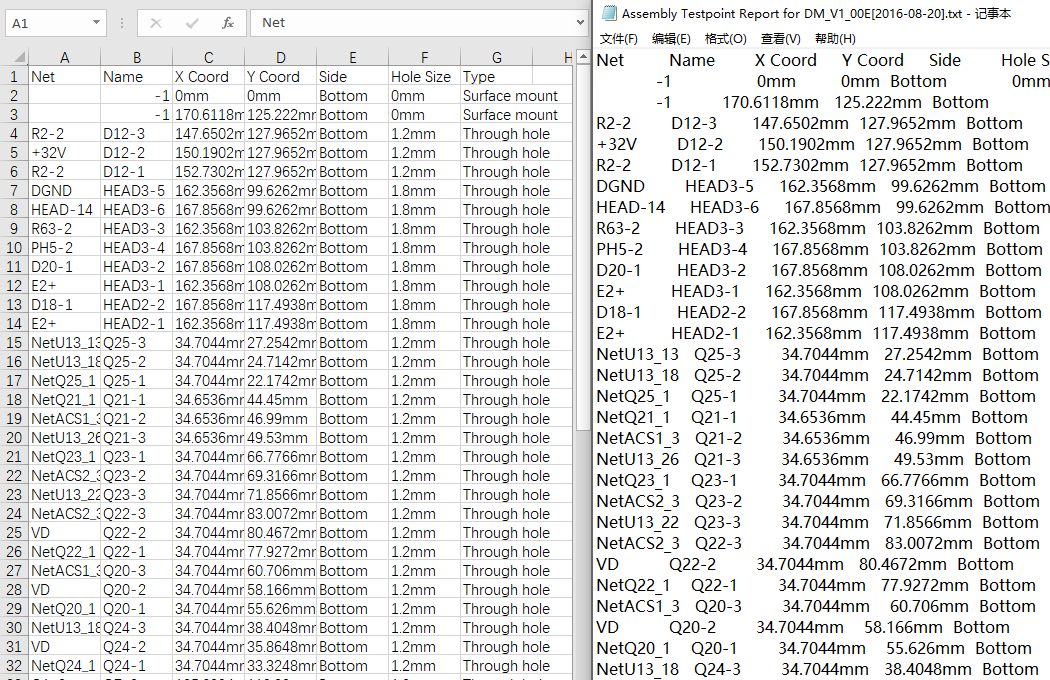 A1
fx
Net
A B C D E F G H
1 Net Name X Coord Y Coord Side Hole Size Type
2 -1 0mm 0mm Bottom 0mm Surface mount
3 -1 170.6118m 125.222mm Bottom 0mm Surface mount
4 R2-2 D12-3 147.6502m 127.9652m Bottom 1.2mm Through hole
5 +32V D12-2 150.1902m 127.9652m Bottom 1.2mm Through hole
6 R2-2 D12-1 152.7302m 127.9652m Bottom 1.2mm Through hole
7 DGND HEAD3-5 162.3568m 99.6262mm Bottom 1.8mm Through hole
8 HEAD-14 HEAD3-6 167.8568m 99.6262mm Bottom 1.8mm Through hole
9 R63-2 HEAD3-3 162.3568m 103.8262m Bottom 1.8mm Through hole
10 PH5-2 HEAD3-4 167.8568m 103.8262m Bottom 1.8mm Through hole
11 D20-1 HEAD3-2 167.8568m 108.0262m Bottom 1.8mm Through hole
12 E2+ HEAD3-1 162.3568m 108.0262m Bottom 1.8mm Through hole
13 D18-1 HEAD2-2 167.8568m 117.4938m Bottom 1.8mm Through hole
14 E2+ HEAD2-1 162.3568m 117.4938m Bottom 1.8mm Through hole
15 NetU13_13 Q25-3 34.7044mm 27.2542mm Bottom 1.2mm Through hole
16 NetU13_18 Q25-2 34.7044mm 24.7142mm Bottom 1.2mm Through hole
17 NetQ25_1 Q25-1 34.7044mm 22.1742mm Bottom 1.2mm Through hole
18 NetQ21_1 Q21-1 34.6536mm 44.45mm Bottom 1.2mm Through hole
19 NetACS1_3 Q21-2 34.6536mm 46.99mm Bottom 1.2mm Through hole
20 NetU13_26 Q21-3 34.6536mm 49.53mm Bottom 1.2mm Through hole
21 NetQ23_1 Q23-1 34.7044mm 66.7766mm Bottom 1.2mm Through hole
22 NetACS2_3 Q23-2 34.7044mm 69.3166mm Bottom 1.2mm Through hole
23 NetU13_22 Q23-3 34.7044mm 71.8566mm Bottom 1.2mm Through hole
24 NetACS2_3 Q22-3 34.7044mm 83.0072mm Bottom 1.2mm Through hole
25 VD Q22-2 34.7044mm 80.4672mm Bottom 1.2mm Through hole
26 NetQ22_1 Q22-1 34.7044mm 77.9272mm Bottom 1.2mm Through hole
27 NetACS1_3 Q20-3 34.7044mm 60.706mm Bottom 1.2mm Through hole
28 VD Q20-2 34.7044mm 58.166mm Bottom 1.2mm Through hole
29 NetQ20_1 Q20-1 34.7044mm 55.626mm Bottom 1.2mm Through hole
30 NetU13_18 Q24-3 34.7044mm 38.4048mm Bottom 1.2mm Through hole
31 VD Q24-2 34.7044mm 35.8648mm Bottom 1.2mm Through hole
32 NetQ24_1 Q24-1 34.7044mm 33.3248mm Bottom 1.2mm Through hole
Assembly Testpoint Report for DM_V1_00E[2016-08-20].txt - 记事本
文件(F) 编辑(E) 格式(O) 查看(V) 帮助(H)
Net Name X Coord Y Coord Side Hole S
-1 0mm 0mm Bottom 0mm
-1 170.6118mm 125.222mm Bottom
R2-2 D12-3 147.6502mm 127.9652mm Bottom
+32V D12-2 150.1902mm 127.9652mm Bottom
R2-2 D12-1 152.7302mm 127.9652mm Bottom
DGND HEAD3-5 162.3568mm 99.6262mm Bottom
HEAD-14 HEAD3-6 167.8568mm 99.6262mm Bottom
R63-2 HEAD3-3 162.3568mm 103.8262mm Bottom
PH5-2 HEAD3-4 167.8568mm 103.8262mm Bottom
D20-1 HEAD3-2 167.8568mm 108.0262mm Bottom
E2+ HEAD3-1 162.3568mm 108.0262mm Bottom
D18-1 HEAD2-2 167.8568mm 117.4938mm Bottom
E2+ HEAD2-1 162.3568mm 117.4938mm Bottom
NetU13_13 Q25-3 34.7044mm 27.2542mm Bottom
NetU13_18 Q25-2 34.7044mm 24.7142mm Bottom
NetQ25_1 Q25-1 34.7044mm 22.1742mm Bottom
NetQ21_1 Q21-1 34.6536mm 44.45mm Bottom
NetACS1_3 Q21-2 34.6536mm 46.99mm Bottom
NetU13_26 Q21-3 34.6536mm 49.53mm Bottom
NetQ23_1 Q23-1 34.7044mm 66.7766mm Bottom
NetACS2_3 Q23-2 34.7044mm 69.3166mm Bottom
NetU13_22 Q23-3 34.7044mm 71.8566mm Bottom
NetACS2_3 Q22-3 34.7044mm 83.0072mm Bottom
VD Q22-2 34.7044mm 80.4672mm Bottom
NetQ22_1 Q22-1 34.7044mm 77.9272mm Bottom
NetACS1_3 Q20-3 34.7044mm 60.706mm Bottom
VD Q20-2 34.7044mm 58.166mm Bottom
NetQ20_1 Q20-1 34.7044mm 55.626mm Bottom
NetU13_18 Q24-3 34.7044mm 38.4048mm Bottom